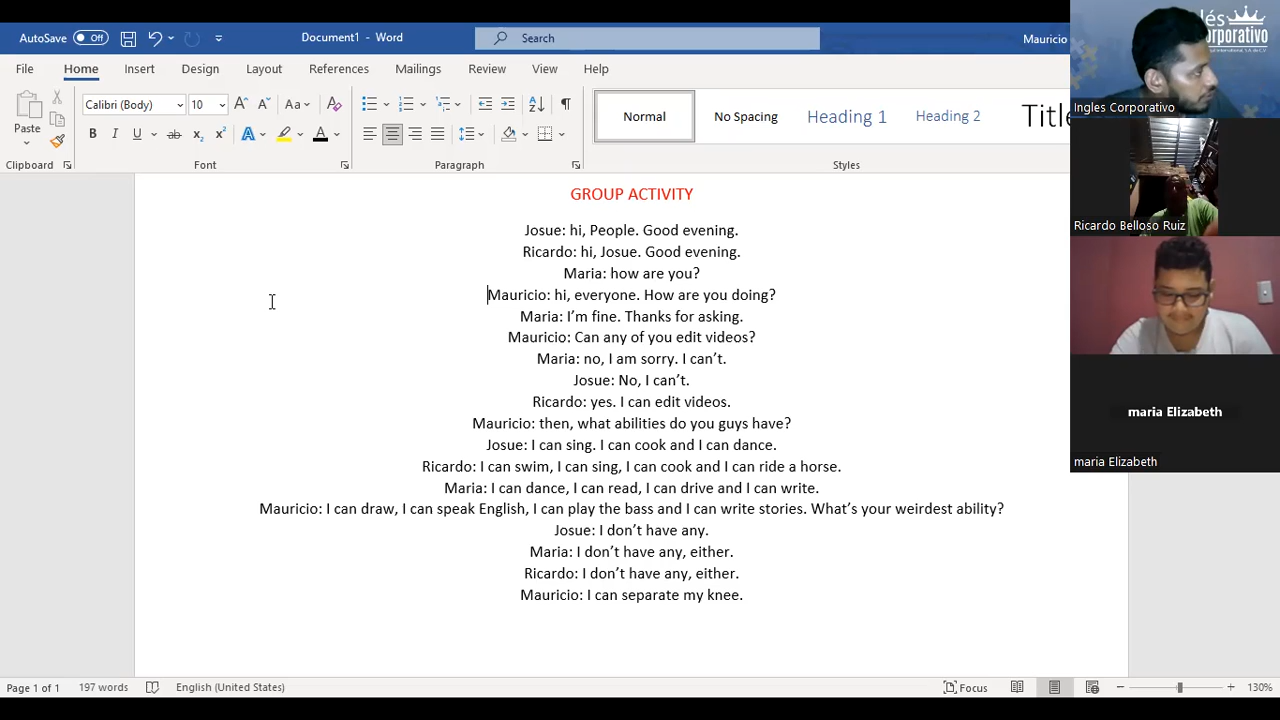 AutoSave Off
Document1 - Word
Search
Mauricio
File Home Insert Design Layout References Mailings Review View Help
Paste
Calibri (Body) 10
Clipboard Font Paragraph Styles
Normal No Spacing Heading 1 Heading 2 Title
GROUP ACTIVITY
Josue: hi, People. Good evening.
Ricardo: hi, Josue. Good evening.
Maria: how are you?
Mauricio: hi, everyone. How are you doing?
Maria: I’m fine. Thanks for asking.
Mauricio: Can any of you edit videos?
Maria: no, I am sorry. I can’t.
Josue: No, I can’t.
Ricardo: yes. I can edit videos.
Mauricio: then, what abilities do you guys have?
Josue: I can sing. I can cook and I can dance.
Ricardo: I can swim, I can sing, I can cook and I can ride a horse.
Maria: I can dance, I can read, I can drive and I can write.
Mauricio: I can draw, I can speak English, I can play the bass and I can write stories. What’s your weirdest ability?
Josue: I don’t have any.
Maria: I don’t have any, either.
Ricardo: I don’t have any, either.
Mauricio: I can separate my knee.
Page 1 of 1 197 words English (United States) Focus 130%
Ingles Corporativo
Ricardo Belloso Ruiz
maria Elizabeth
maria Elizabeth